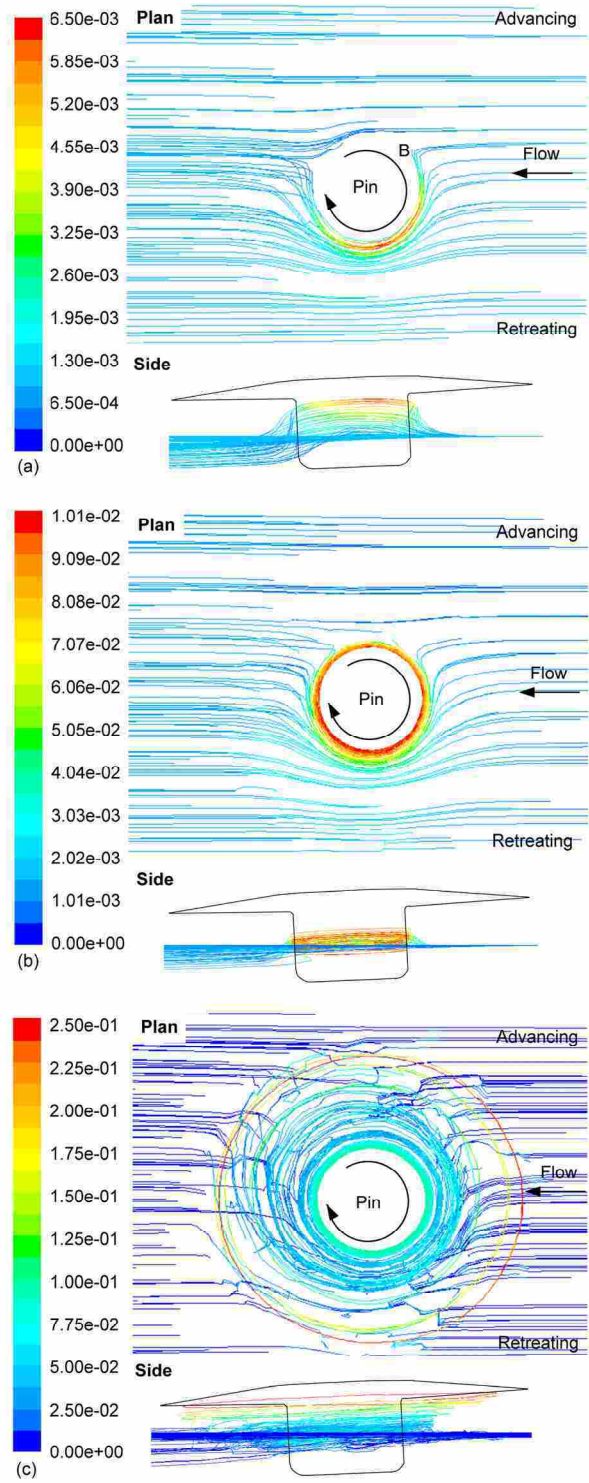 6.50e-03
Plan
Advancing
5.85e-03
5.20e-03
4.55e-03
B
Flow
3.90e-03
Pin
3.25e-03
2.60e-03
1.95e-03
Retreating
1.30e-03
Side
6.50e-04
0.00e+00
(a)
1.01e-02
Plan
Advancing
9.09e-02
8.08e-02
7.07e-02
Flow
6.06e-02
Pin
5.05e-02
4.04e-02
3.03e-02
Retreating
2.02e-03
Side
1.01e-03
0.00e+00
(b)
2.50e-01
Plan
Advancing
2.25e-01
2.00e-01
1.75e-01
Flow
1.50e-01
Pin
1.25e-01
1.00e-01
7.75e-02
Retreating
5.00e-02
Side
2.50e-02
0.00e+00
(c)